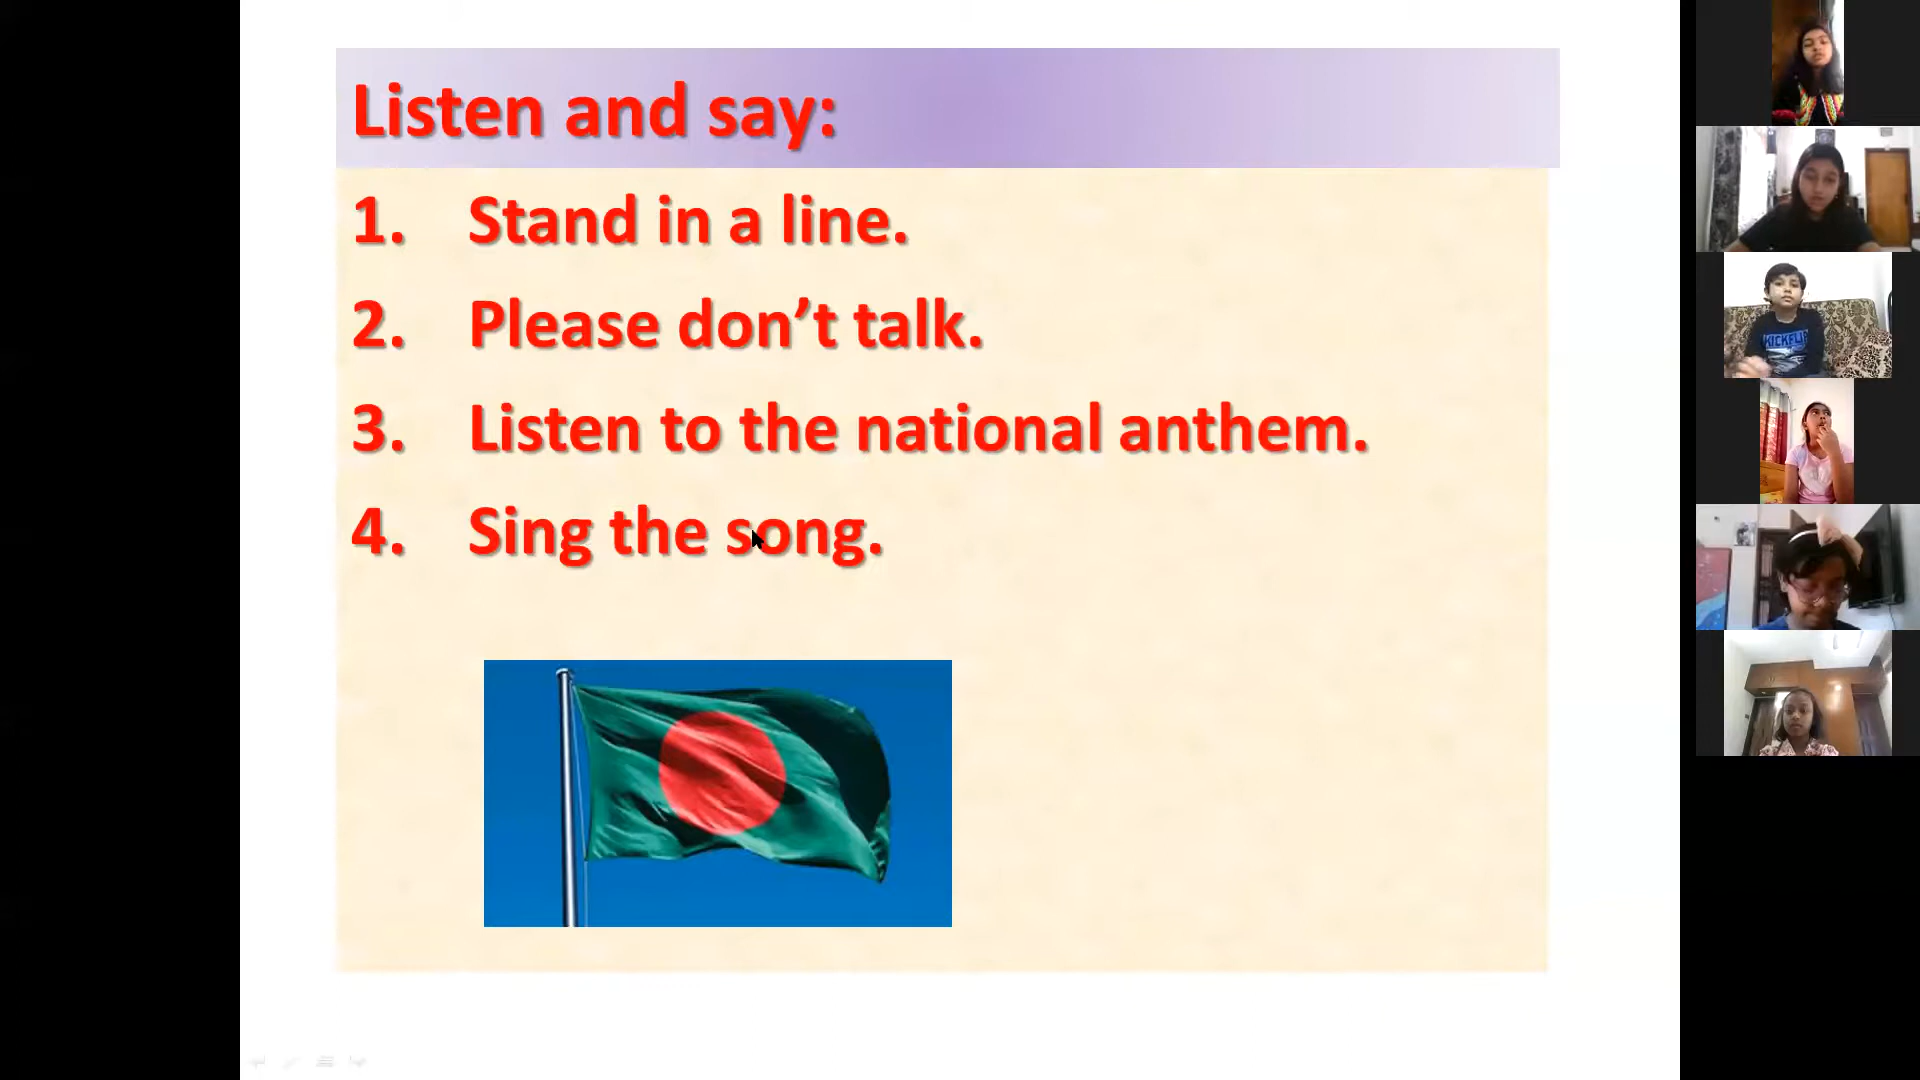 Listen and say:
1. Stand in a line.
2. Please don’t talk.
3. Listen to the national anthem.
4. Sing the song.
KICKFLIP